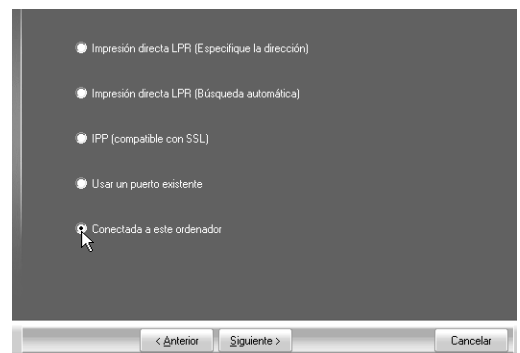 Impresión directa LPR (Especifique la dirección)
Impresión directa LPR (Búsqueda automática)
IPP (compatible con SSL)
Usar un puerto existente
Conectada a este ordenador
< Anterior Siguiente > Cancelar